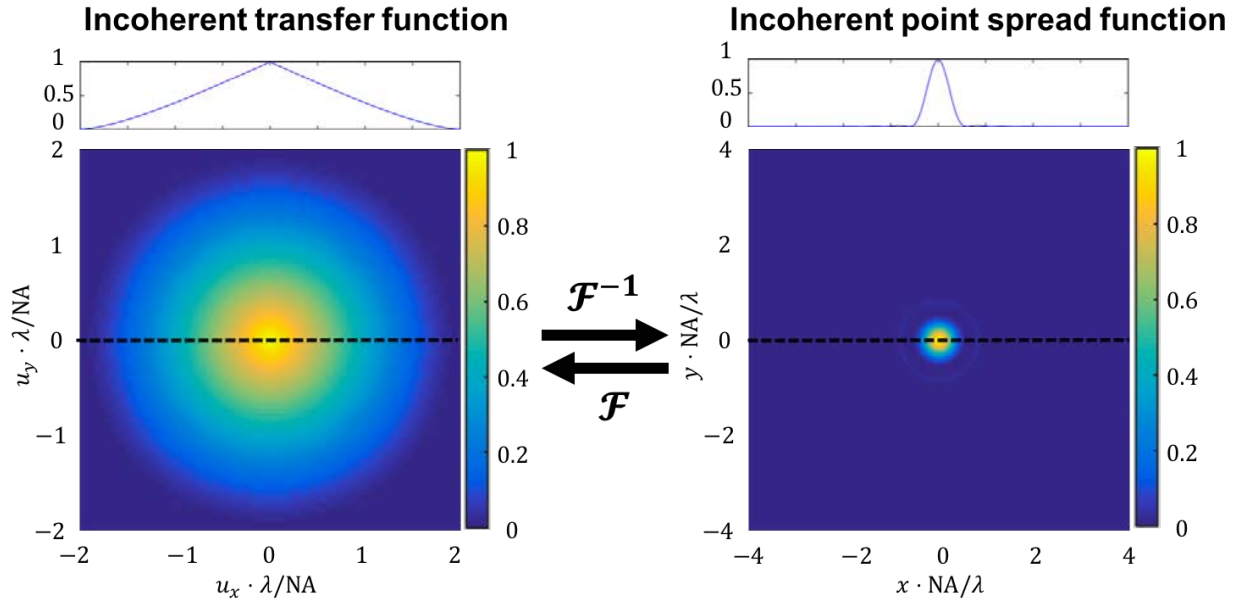 Incoherent transfer function
1
0.5
0
2
1
0
−1
−2
u_y · λ/NA
−2 −1 0 1 2
u_x · λ/NA
1
0.8
0.6
0.4
0.2
0
ℱ⁻¹
ℱ
Incoherent point spread function
1
0.5
0
4
2
0
−2
−4
y · NA/λ
−4 −2 0 2 4
x · NA/λ
1
0.8
0.6
0.4
0.2
0